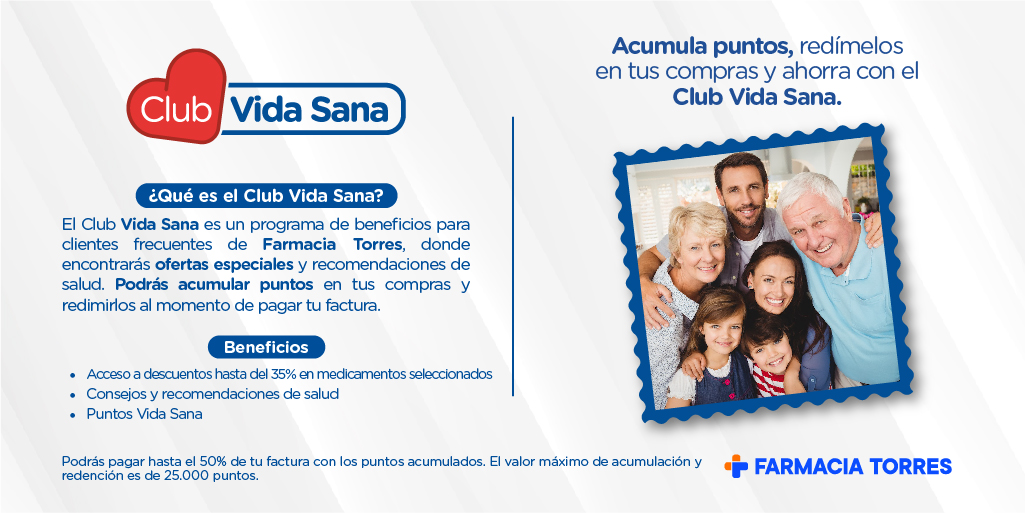 Club Vida Sana
¿Qué es el Club Vida Sana?
El Club Vida Sana es un programa de beneficios para
clientes frecuentes de Farmacia Torres, donde
encontrarás ofertas especiales y recomendaciones de
salud. Podrás acumular puntos en tus compras y
redimirlos al momento de pagar tu factura.
Beneficios
• Acceso a descuentos hasta del 35% en medicamentos seleccionados
• Consejos y recomendaciones de salud
• Puntos Vida Sana
Acumula puntos, redímelos
en tus compras y ahorra con el
Club Vida Sana.
Podrás pagar hasta el 50% de tu factura con los puntos acumulados. El valor máximo de acumulación y
redención es de 25.000 puntos.
FARMACIA TORRES